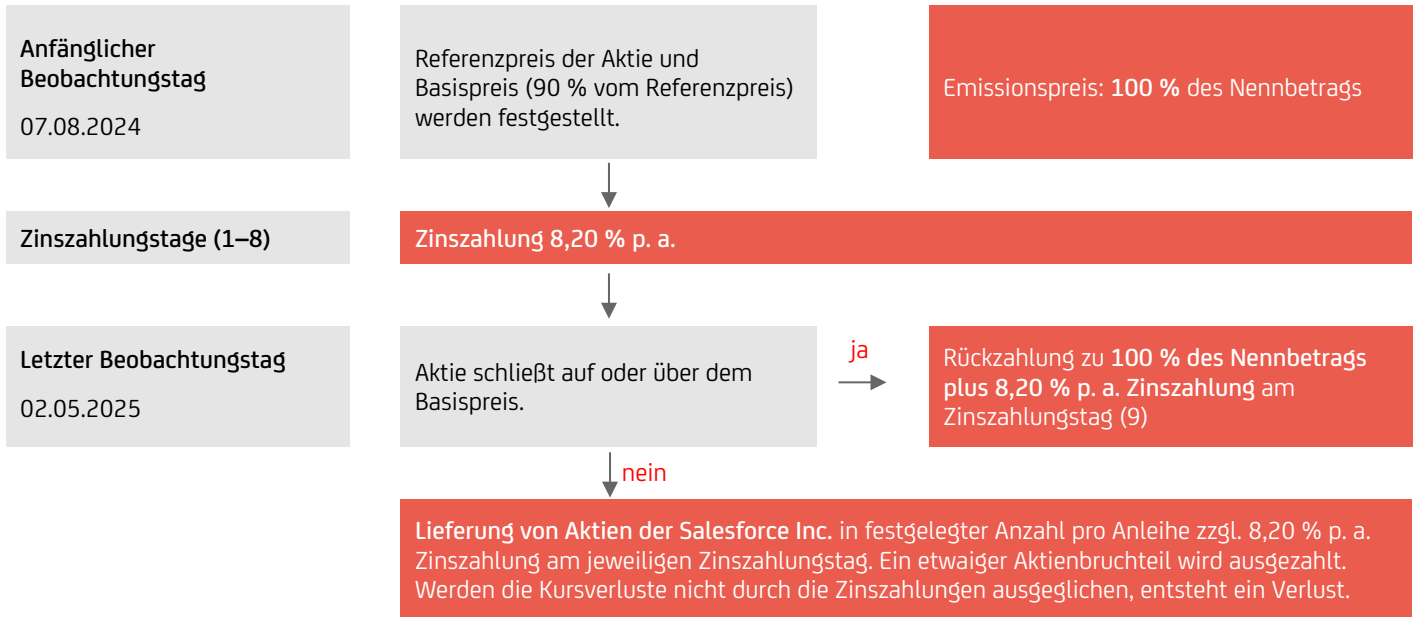 Anfänglicher
Beobachtungstag
07.08.2024
Referenzpreis der Aktie und
Basispreis (90 % vom Referenzpreis)
werden festgestellt.
Emissionspreis: 100 % des Nennbetrags
Zinszahlungstage (1–8)
Zinszahlung 8,20 % p. a.
Letzter Beobachtungstag
02.05.2025
Aktie schließt auf oder über dem
Basispreis.
ja
Rückzahlung zu 100 % des Nennbetrags
plus 8,20 % p. a. Zinszahlung am
Zinszahlungstag (9)
nein
Lieferung von Aktien der Salesforce Inc. in festgelegter Anzahl pro Anleihe zzgl. 8,20 % p. a.
Zinszahlung am jeweiligen Zinszahlungstag. Ein etwaiger Aktienbruchteil wird ausgezahlt.
Werden die Kursverluste nicht durch die Zinszahlungen ausgeglichen, entsteht ein Verlust.